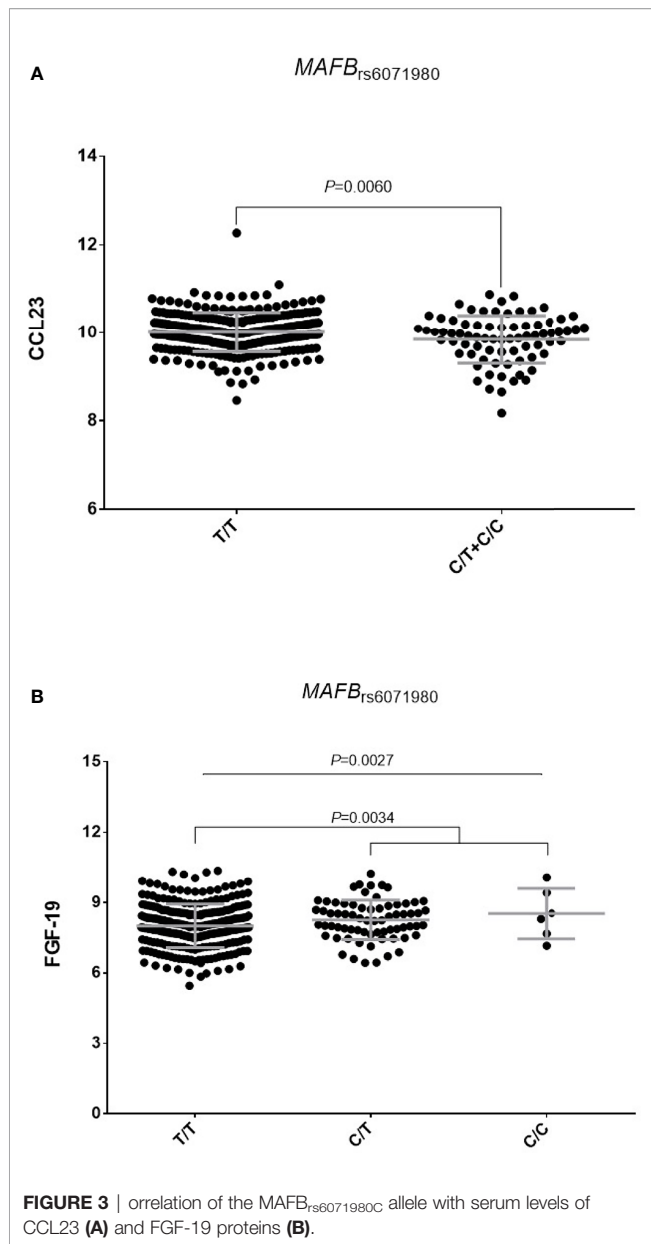 A
MAFBrs6071980
14
P=0.0060
12
CCL23
10
8
6
T/T
C/T+C/C
B
MAFBrs6071980
15
P=0.0027
12
P=0.0034
FGF-19
9
6
3
0
T/T
C/T
C/C
FIGURE 3 | orrelation of the MAFBrs6071980C allele with serum levels of
CCL23 (A) and FGF-19 proteins (B).